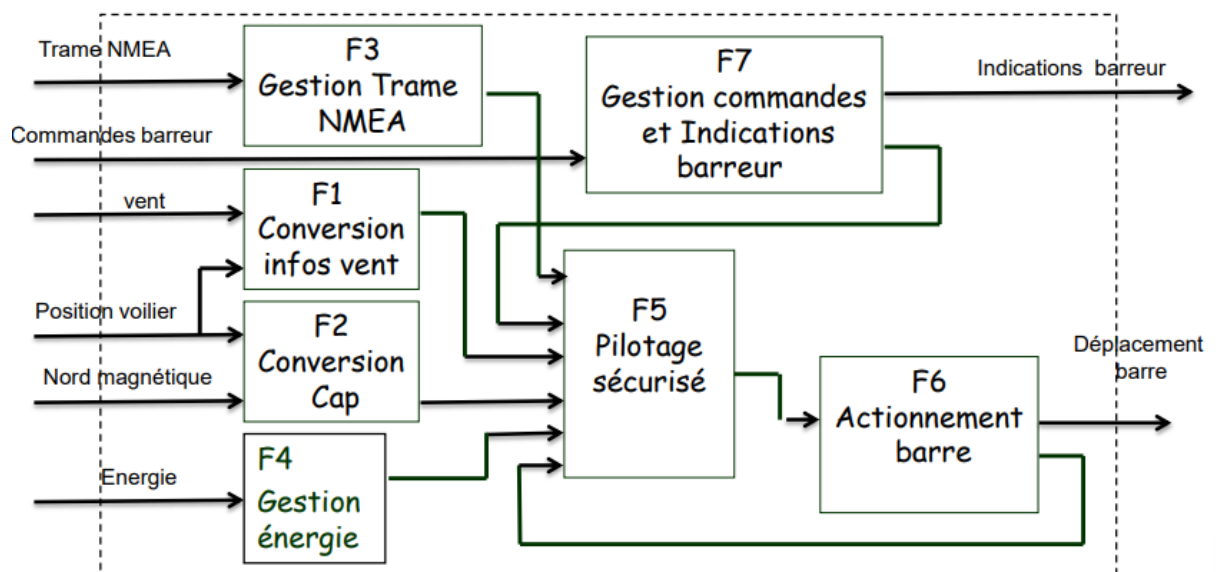 Trame NMEA
Commandes barreur
vent
Position voilier
Nord magnétique
Energie
F3
Gestion Trame
NMEA
F1
Conversion
infos vent
F2
Conversion
Cap
F4
Gestion
énergie
F7
Gestion commandes
et Indications
barreur
F5
Pilotage
sécurisé
F6
Actionnement
barre
Indications barreur
Déplacement
barre